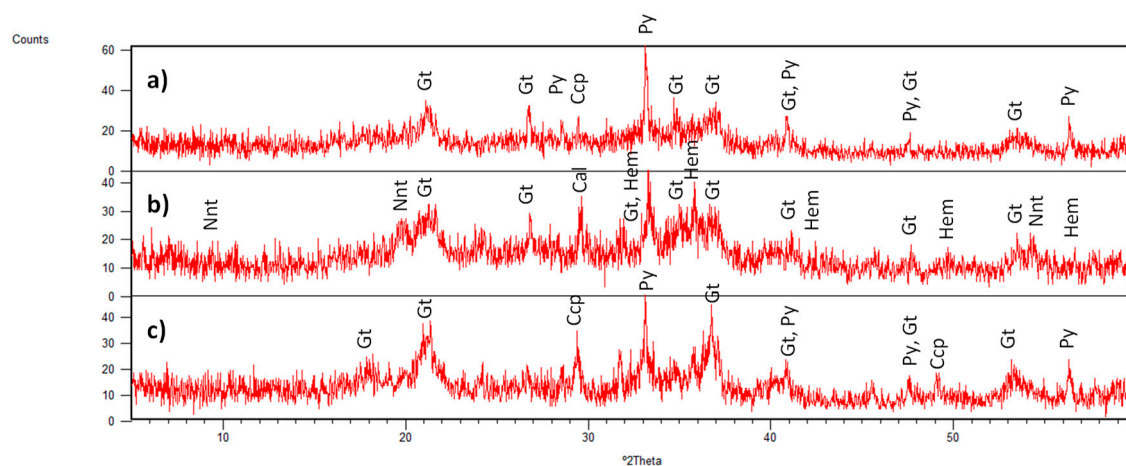 Counts
a)
60
40
20
0
Gt
Gt
Py
Ccp
Py
Gt
Gt
Gt, Py
Py, Gt
Gt
Py
b)
40
30
20
10
0
Nnt
Nnt
Gt
Gt
Cal
Gt, Hem
Gt
Hem
Gt
Gt
Hem
Gt
Hem
Gt
Nnt
Hem
c)
40
30
20
10
0
Gt
Gt
Ccp
Py
Gt
Gt, Py
Py, Gt
Ccp
Gt
Py
10
20
30
40
50
°2Theta